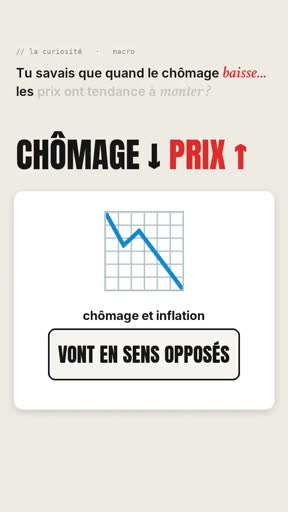 // la curiosité · macro
Tu savais que quand le chômage baisse...
les prix ont tendance à monter ?
CHÔMAGE ↓ PRIX ↑
chômage et inflation
VONT EN SENS OPPOSÉS